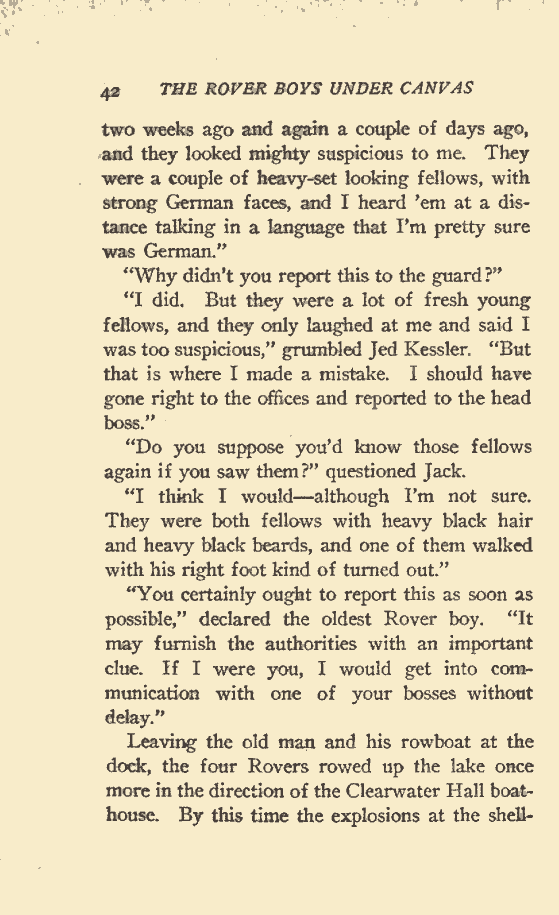 42 THE ROVER BOYS UNDER CANVAS
two weeks ago and again a couple of days ago,
and they looked mighty suspicious to me. They
were a couple of heavy-set looking fellows, with
strong German faces, and I heard 'em at a dis-
tance talking in a language that I'm pretty sure
was German."
"Why didn't you report this to the guard?"
"I did. But they were a lot of fresh young
fellows, and they only laughed at me and said I
was too suspicious," grumbled Jed Kessler. "But
that is where I made a mistake. I should have
gone right to the offices and reported to the head
boss."
"Do you suppose you'd know those fellows
again if you saw them?" questioned Jack.
"I think I would—although I'm not sure.
They were both fellows with heavy black hair
and heavy black beards, and one of them walked
with his right foot kind of turned out."
"You certainly ought to report this as soon as
possible," declared the oldest Rover boy. "It
may furnish the authorities with an important
clue. If I were you, I would get into com-
munication with one of your bosses without
delay."
Leaving the old man and his rowboat at the
dock, the four Rovers rowed up the lake once
more in the direction of the Clearwater Hall boat-
house. By this time the explosions at the shell-